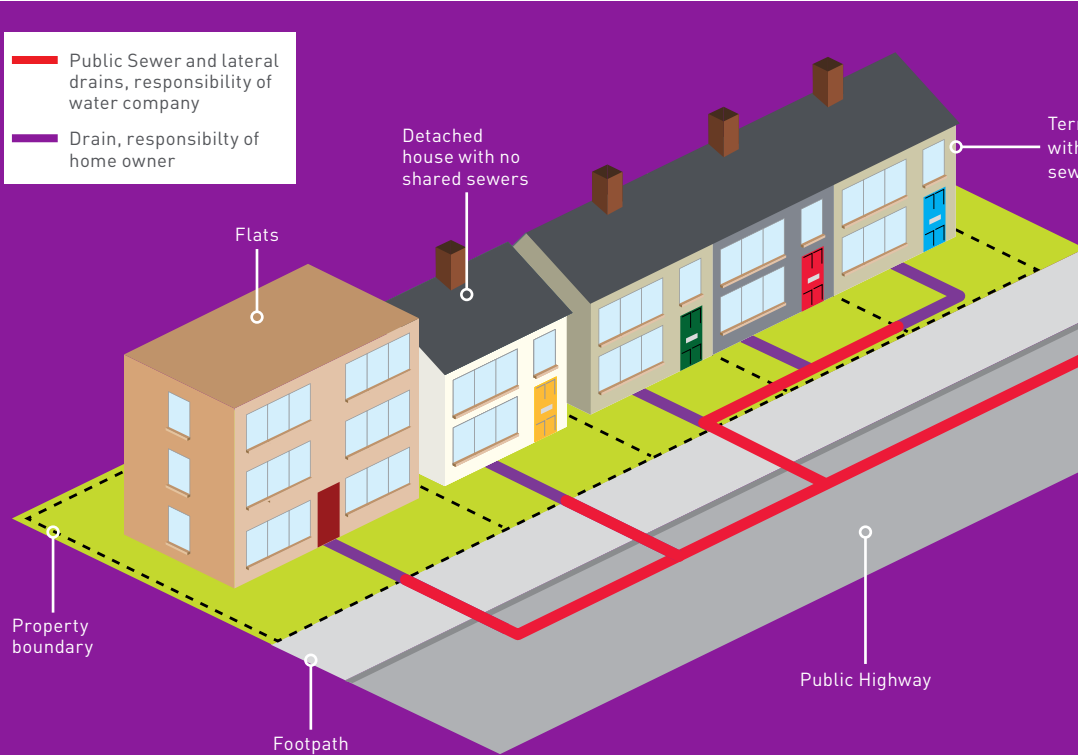 Public Sewer and lateral
drains, responsibility of
water company
Drain, responsibilty of
home owner
Detached
house with no
shared sewers
Flats
Property
boundary
Footpath
Public Highway